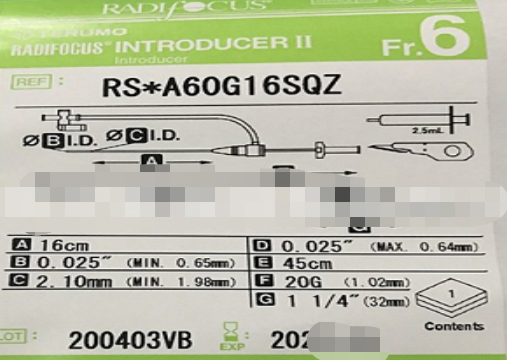 RADIFOCUS®
TERUMO
RADIFOCUS® INTRODUCER II
Introducer
Fr.6
REF :
RS*A60G16SQZ
2.5mL
Ø B I.D. Ø C I.D.
A
G
A 16cm
B 0.025″ (MIN. 0.65mm)
C 2.10mm (MIN. 1.98mm)
D 0.025″ (MAX. 0.64mm)
E 45cm
F 20G (1.02mm)
G 1 1/4″ (32mm)
1
Contents
LOT : 200403VB
EXP : 202